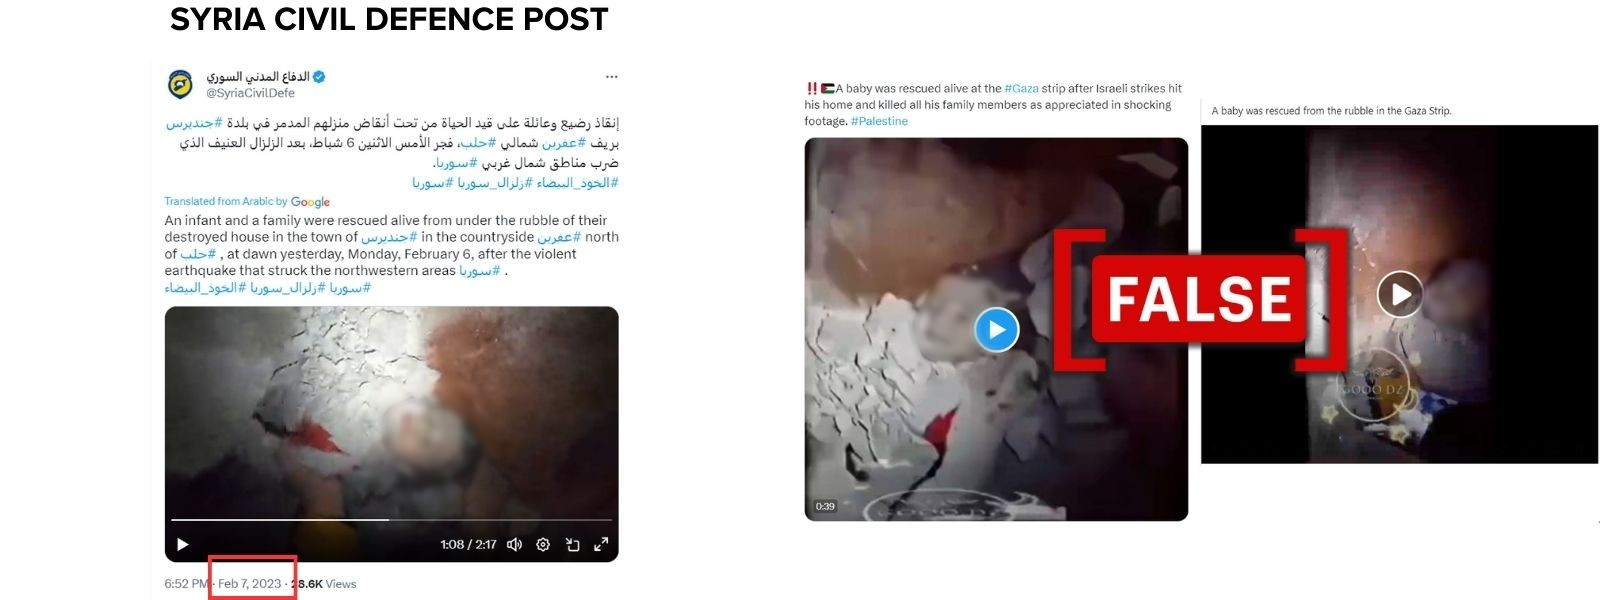 SYRIA CIVIL DEFENCE POST
الدفاع المدني السوري
@SyriaCivilDefe
إنقاذ رضيع وعائلة على قيد الحياة من تحت أنقاض منزلهم المدمر في بلدة #جنديرس
بريف #عفرين شمالي #حلب، فجر الأمس الاثنين 6 شباط، بعد الزلزال العنيف الذي
ضرب مناطق شمال غربي #سوريا.
#الخوذ_البيضاء #زلزال_سوريا #سوريا
Translated from Arabic by Google
An infant and a family were rescued alive from under the rubble of their
destroyed house in the town of #جنديرس in the countryside #عفرين north
of #حلب , at dawn yesterday, Monday, February 6, after the violent
earthquake that struck the northwestern areas #سوريا .
#سوريا #زلزال_سوريا #الخوذ_البيضاء
1:08 / 2:17
6:52 PM · Feb 7, 2023 · 28.6K Views
‼️🇵🇸A baby was rescued alive at the #Gaza strip after Israeli strikes hit
his home and killed all his family members as appreciated in shocking
footage. #Palestine
0:39
GOOO DZ
A baby was rescued from the rubble in the Gaza Strip.
GOOO DZ
FALSE